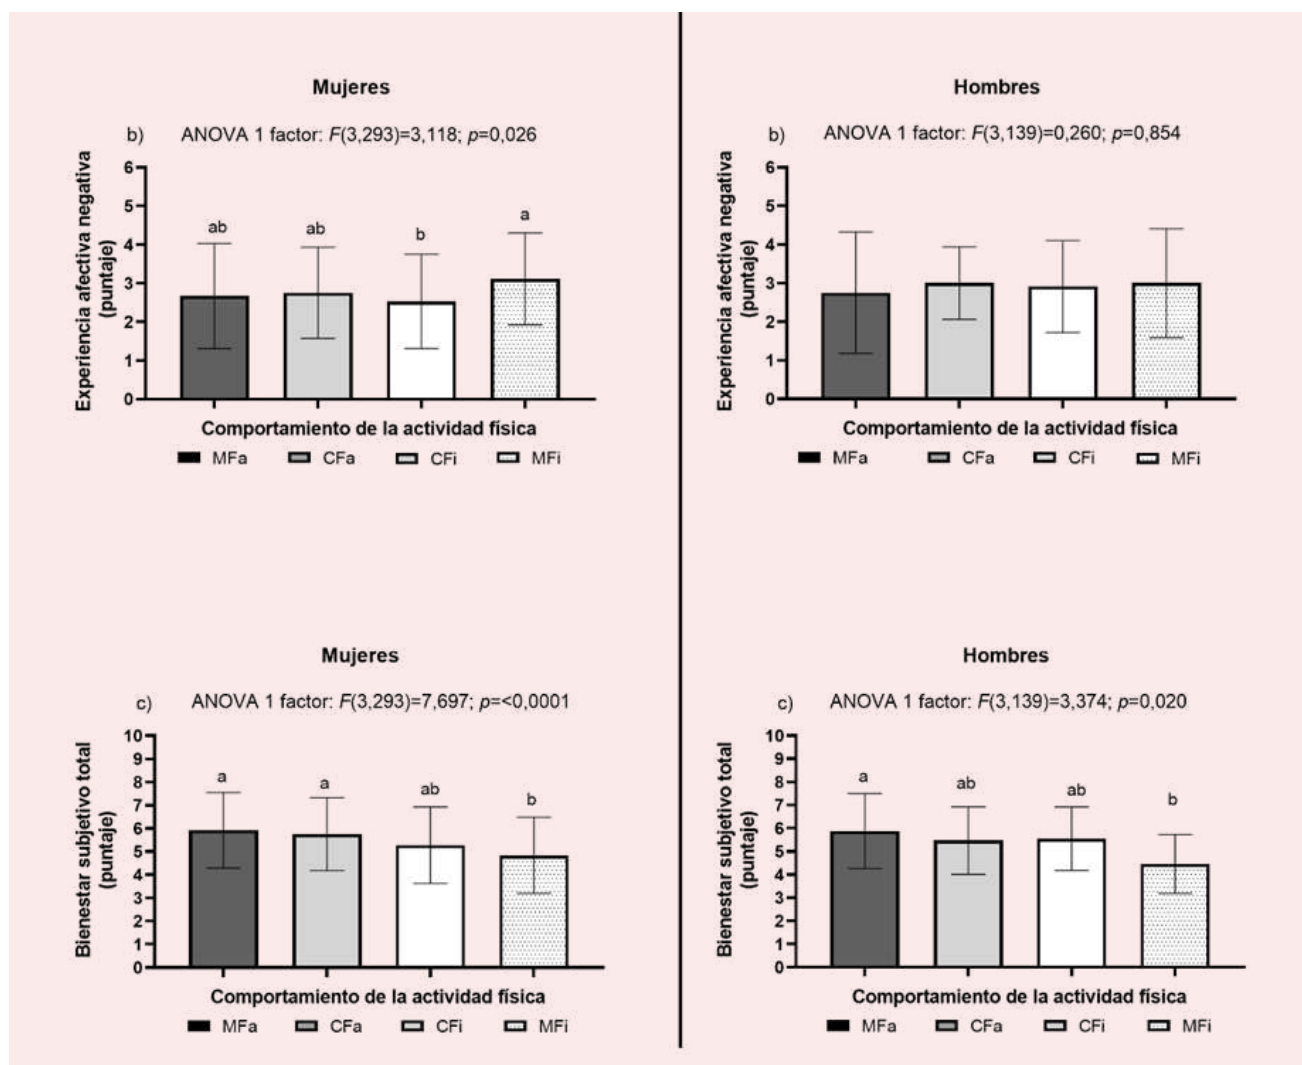 Mujeres
b) ANOVA 1 factor: F(3,293)=3,118; p=0,026
Experiencia afectiva negativa
(puntaje)
6
5
4
3
2
1
0
ab
ab
b
a
Comportamiento de la actividad física
MFa CFa CFi MFi
Hombres
b) ANOVA 1 factor: F(3,139)=0,260; p=0,854
Experiencia afectiva negativa
(puntaje)
6
5
4
3
2
1
0
Comportamiento de la actividad física
MFa CFa CFi MFi
Mujeres
c) ANOVA 1 factor: F(3,293)=7,697; p=<0,0001
Bienestar subjetivo total
(puntaje)
10
9
8
7
6
5
4
3
2
1
0
a
a
ab
b
Comportamiento de la actividad física
MFa CFa CFi MFi
Hombres
c) ANOVA 1 factor: F(3,139)=3,374; p=0,020
Bienestar subjetivo total
(puntaje)
10
9
8
7
6
5
4
3
2
1
0
a
ab
ab
b
Comportamiento de la actividad física
MFa CFa CFi MFi